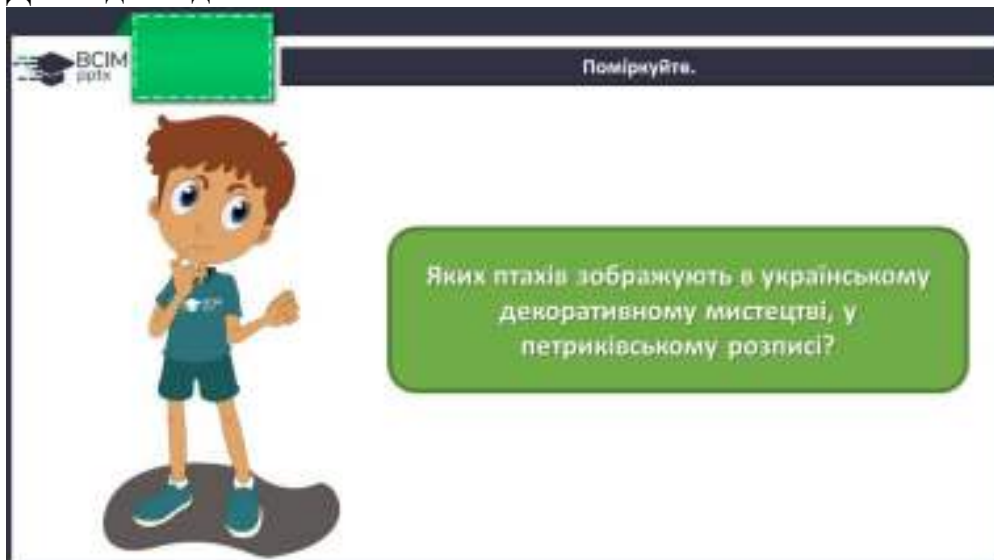 ВСІМ
pptx
Поміркуйте.
Яких птахів зображують в українському
декоративному мистецтві, у
петриківському розписі?